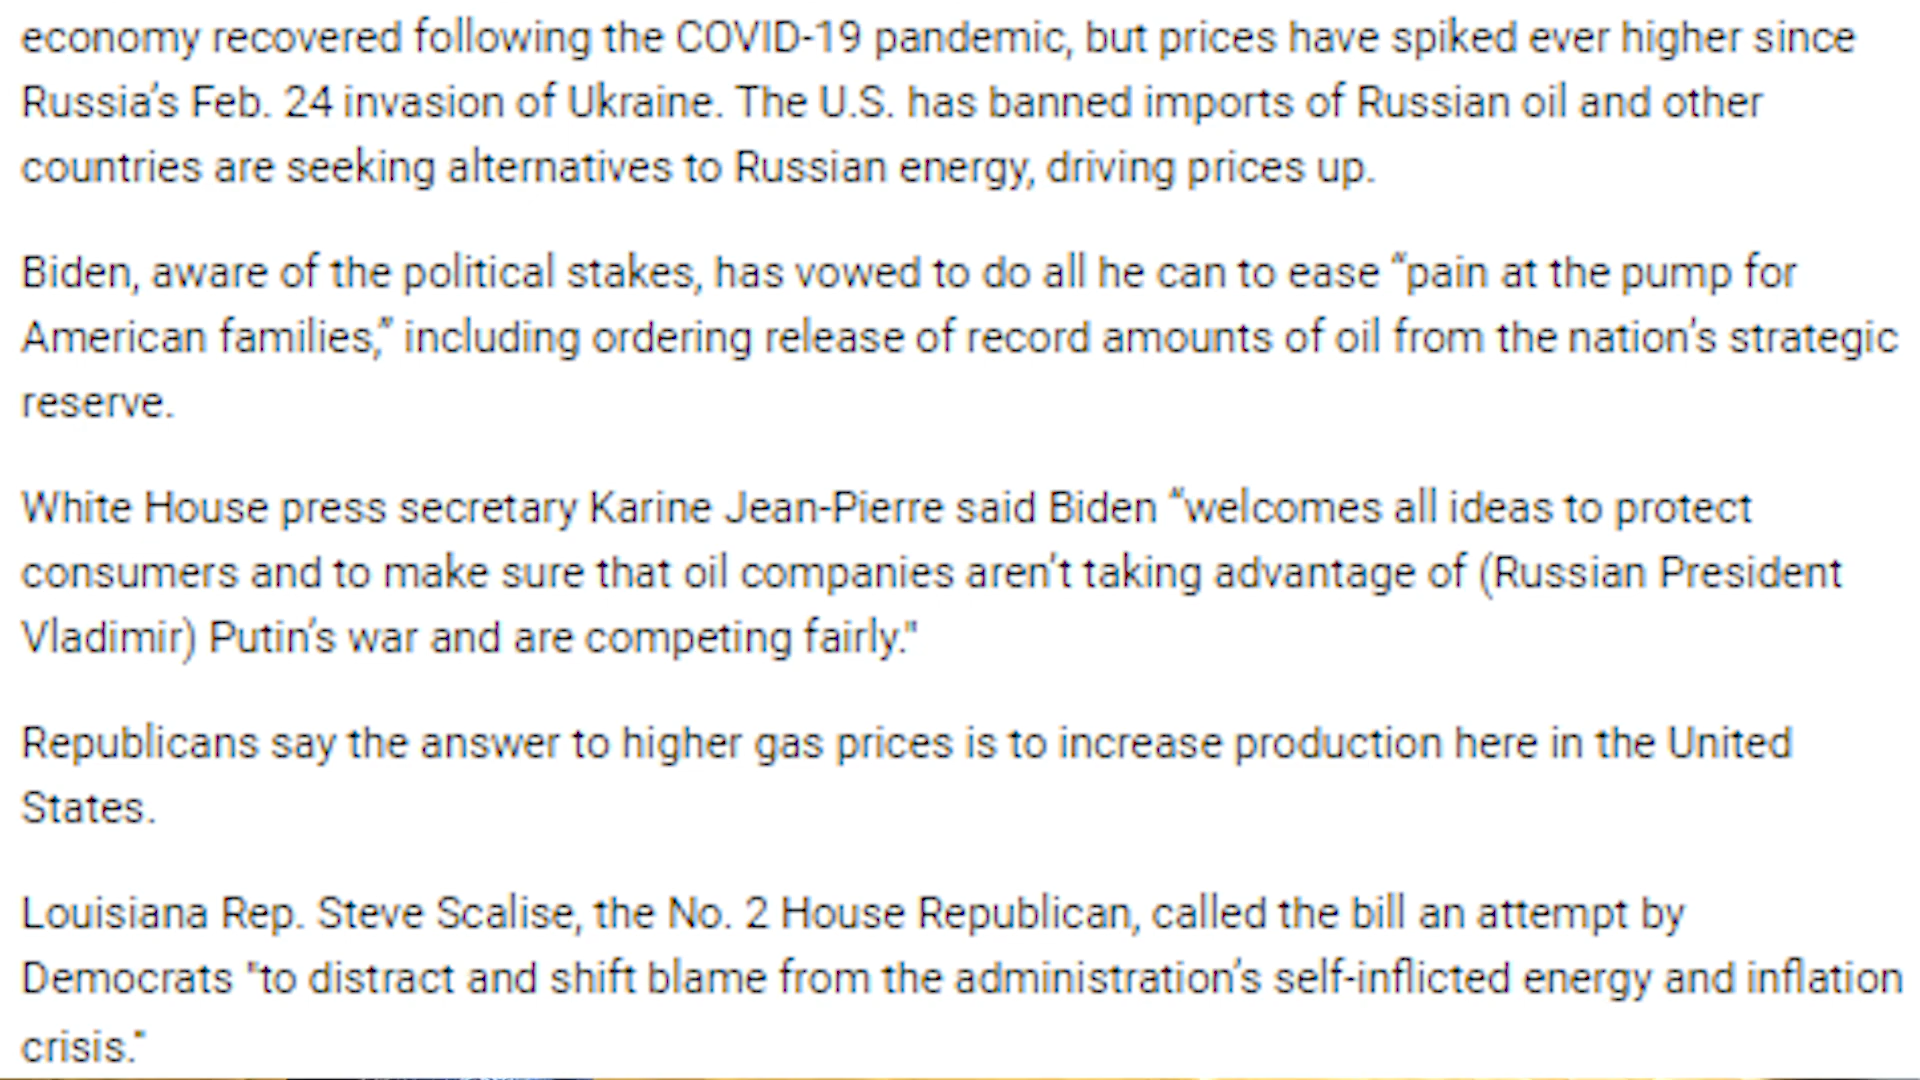 economy recovered following the COVID-19 pandemic, but prices have spiked ever higher since
Russia’s Feb. 24 invasion of Ukraine. The U.S. has banned imports of Russian oil and other
countries are seeking alternatives to Russian energy, driving prices up.
Biden, aware of the political stakes, has vowed to do all he can to ease “pain at the pump for
American families,” including ordering release of record amounts of oil from the nation’s strategic
reserve.
White House press secretary Karine Jean-Pierre said Biden “welcomes all ideas to protect
consumers and to make sure that oil companies aren’t taking advantage of (Russian President
Vladimir) Putin’s war and are competing fairly."
Republicans say the answer to higher gas prices is to increase production here in the United
States.
Louisiana Rep. Steve Scalise, the No. 2 House Republican, called the bill an attempt by
Democrats "to distract and shift blame from the administration’s self-inflicted energy and inflation
crisis."